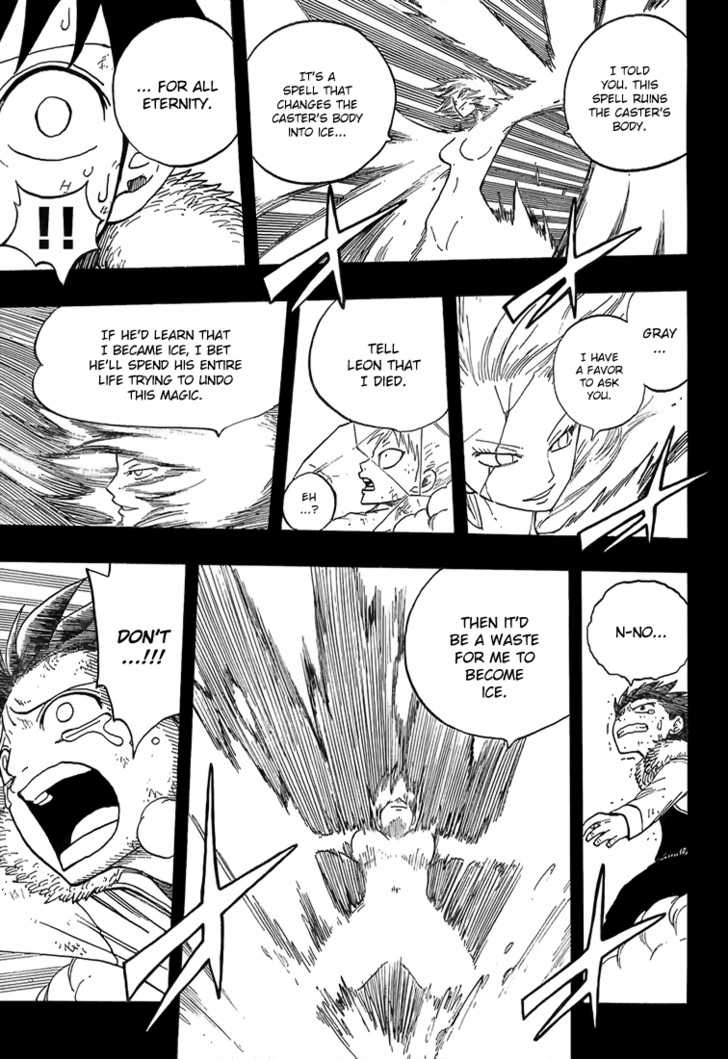 I TOLD
YOU. THIS
SPELL RUINS
THE CASTER'S
BODY.
IT'S A
SPELL THAT
CHANGES THE
CASTER'S BODY
INTO ICE...
... FOR ALL
ETERNITY.
!!
GRAY
...
I HAVE
A FAVOR
TO ASK
YOU.
TELL
LEON THAT
I DIED.
EH
...?
IF HE'D LEARN THAT
I BECAME ICE, I BET
HE'LL SPEND HIS ENTIRE
LIFE TRYING TO UNDO
THIS MAGIC.
N-NO...
THEN IT'D
BE A WASTE
FOR ME TO
BECOME
ICE.
DON'T
...!!!